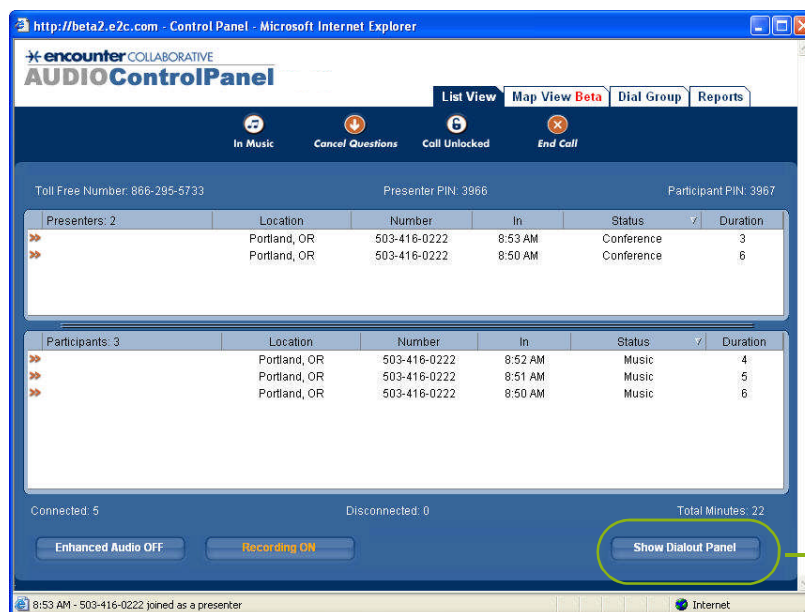 http://beta2.e2c.com - Control Panel - Microsoft Internet Explorer
encounter COLLABORATIVE
AUDIOControlPanel
List View Map View Beta Dial Group Reports
In Music Cancel Questions Call Unlocked End Call
Toll Free Number: 866-295-5733 Presenter PIN: 3966 Participant PIN: 3967
Presenters: 2 Location Number In Status Duration
Portland, OR 503-416-0222 8:53 AM Conference 3
Portland, OR 503-416-0222 8:50 AM Conference 6
Participants: 3 Location Number In Status Duration
Portland, OR 503-416-0222 8:52 AM Music 4
Portland, OR 503-416-0222 8:51 AM Music 5
Portland, OR 503-416-0222 8:50 AM Music 6
Connected: 5 Disconnected: 0 Total Minutes: 22
Enhanced Audio OFF Recording ON Show Dialout Panel
8:53 AM - 503-416-0222 joined as a presenter Internet